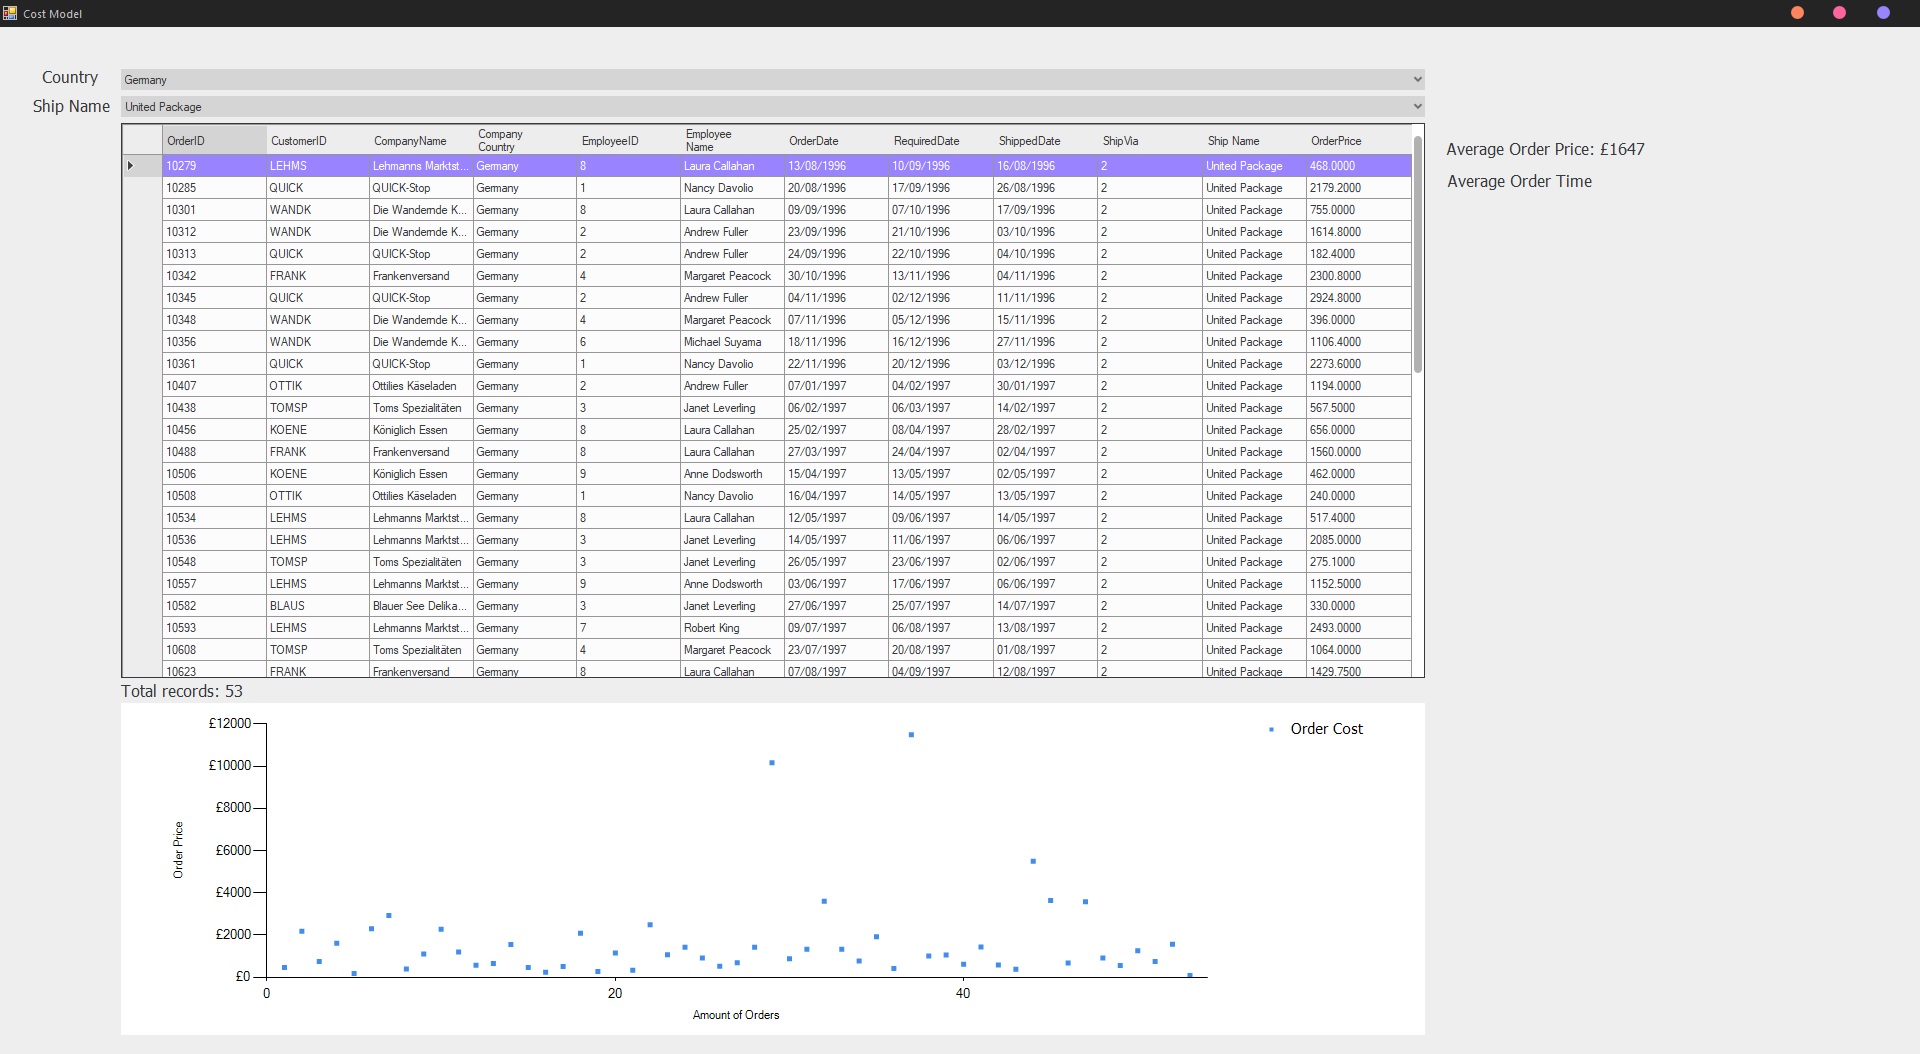 Cost Model
Country Germany
Ship Name United Package
OrderID CustomerID CompanyName Company Country EmployeeID Employee Name OrderDate RequiredDate ShippedDate ShipVia Ship Name OrderPrice
10279 LEHMS Lehmanns Marktst... Germany 8 Laura Callahan 13/08/1996 10/09/1996 16/08/1996 2 United Package 468.0000
10285 QUICK QUICK-Stop Germany 1 Nancy Davolio 20/08/1996 17/09/1996 26/08/1996 2 United Package 2179.2000
10301 WANDK Die Wandernde K... Germany 8 Laura Callahan 09/09/1996 07/10/1996 17/09/1996 2 United Package 755.0000
10312 WANDK Die Wandernde K... Germany 2 Andrew Fuller 23/09/1996 21/10/1996 03/10/1996 2 United Package 1614.8000
10313 QUICK QUICK-Stop Germany 2 Andrew Fuller 24/09/1996 22/10/1996 04/10/1996 2 United Package 182.4000
10342 FRANK Frankenversand Germany 4 Margaret Peacock 30/10/1996 13/11/1996 04/11/1996 2 United Package 2300.8000
10345 QUICK QUICK-Stop Germany 2 Andrew Fuller 04/11/1996 02/12/1996 11/11/1996 2 United Package 2924.8000
10348 WANDK Die Wandernde K... Germany 4 Margaret Peacock 07/11/1996 05/12/1996 15/11/1996 2 United Package 396.0000
10356 WANDK Die Wandernde K... Germany 6 Michael Suyama 18/11/1996 16/12/1996 27/11/1996 2 United Package 1106.4000
10361 QUICK QUICK-Stop Germany 1 Nancy Davolio 22/11/1996 20/12/1996 03/12/1996 2 United Package 2273.6000
10407 OTTIK Ottilies Käseladen Germany 2 Andrew Fuller 07/01/1997 04/02/1997 30/01/1997 2 United Package 1194.0000
10438 TOMSP Toms Spezialitäten Germany 3 Janet Leverling 06/02/1997 06/03/1997 14/02/1997 2 United Package 567.5000
10456 KOENE Königlich Essen Germany 8 Laura Callahan 25/02/1997 08/04/1997 28/02/1997 2 United Package 656.0000
10488 FRANK Frankenversand Germany 8 Laura Callahan 27/03/1997 24/04/1997 02/04/1997 2 United Package 1560.0000
10506 KOENE Königlich Essen Germany 9 Anne Dodsworth 15/04/1997 13/05/1997 02/05/1997 2 United Package 462.0000
10508 OTTIK Ottilies Käseladen Germany 1 Nancy Davolio 16/04/1997 14/05/1997 13/05/1997 2 United Package 240.0000
10534 LEHMS Lehmanns Marktst... Germany 8 Laura Callahan 12/05/1997 09/06/1997 14/05/1997 2 United Package 517.4000
10536 LEHMS Lehmanns Marktst... Germany 3 Janet Leverling 14/05/1997 11/06/1997 06/06/1997 2 United Package 2085.0000
10548 TOMSP Toms Spezialitäten Germany 3 Janet Leverling 26/05/1997 23/06/1997 02/06/1997 2 United Package 275.1000
10557 LEHMS Lehmanns Marktst... Germany 9 Anne Dodsworth 03/06/1997 17/06/1997 06/06/1997 2 United Package 1152.5000
10582 BLAUS Blauer See Delika... Germany 3 Janet Leverling 27/06/1997 25/07/1997 14/07/1997 2 United Package 330.0000
10593 LEHMS Lehmanns Marktst... Germany 7 Robert King 09/07/1997 06/08/1997 13/08/1997 2 United Package 2493.0000
10608 TOMSP Toms Spezialitäten Germany 4 Margaret Peacock 23/07/1997 20/08/1997 01/08/1997 2 United Package 1064.0000
10623 FRANK Frankenversand Germany 8 Laura Callahan 07/08/1997 04/09/1997 12/08/1997 2 United Package 1429.7500
Average Order Price: £1647
Average Order Time
Total records: 53
£12000
£10000
£8000
£6000
£4000
£2000
£0
Order Price
0 20 40
Amount of Orders
Order Cost